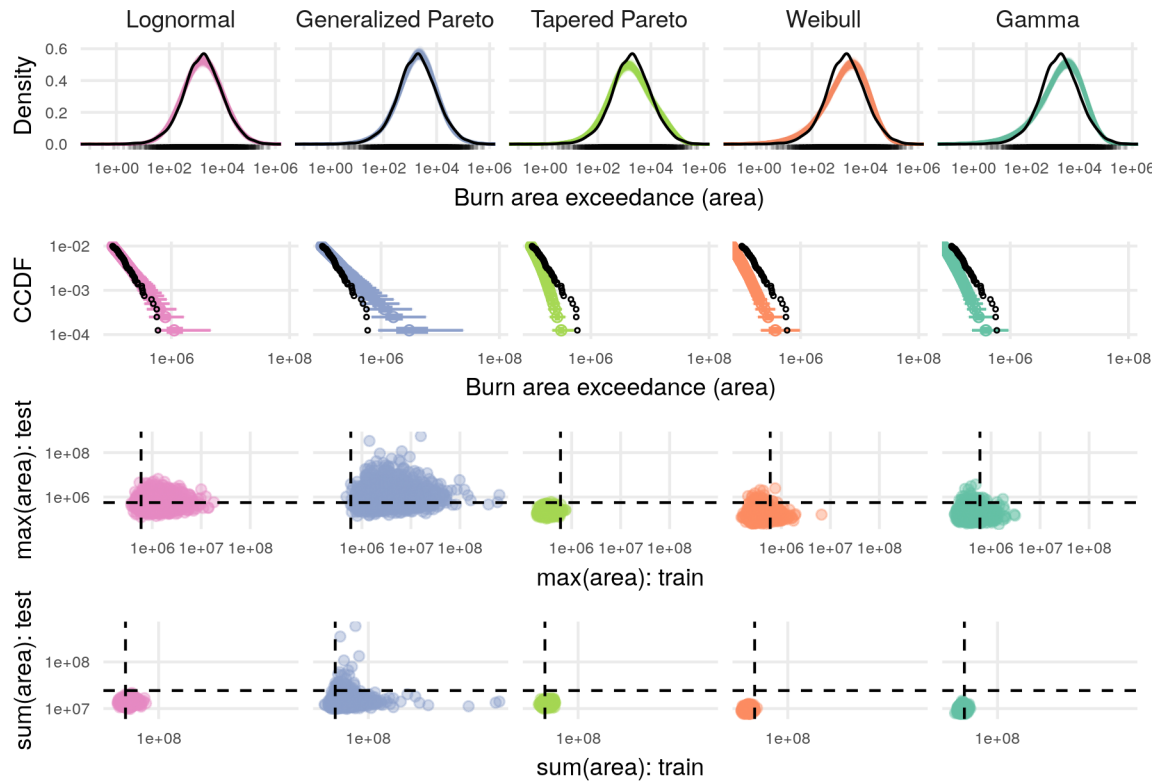 Lognormal Generalized Pareto Tapered Pareto Weibull Gamma
Density
0.6
0.4
0.2
0.0
1e+00 1e+02 1e+04 1e+06 1e+00 1e+02 1e+04 1e+06 1e+00 1e+02 1e+04 1e+06 1e+00 1e+02 1e+04 1e+06 1e+00 1e+02 1e+04 1e+06
Burn area exceedance (area)
CCDF
1e-02
1e-03
1e-04
1e+06 1e+08 1e+06 1e+08 1e+06 1e+08 1e+06 1e+08 1e+06 1e+08
Burn area exceedance (area)
max(area): test
1e+08
1e+06
1e+06 1e+07 1e+08 1e+06 1e+07 1e+08 1e+06 1e+07 1e+08 1e+06 1e+07 1e+08 1e+06 1e+07 1e+08
max(area): train
sum(area): test
1e+08
1e+07
1e+08 1e+08 1e+08 1e+08 1e+08
sum(area): train